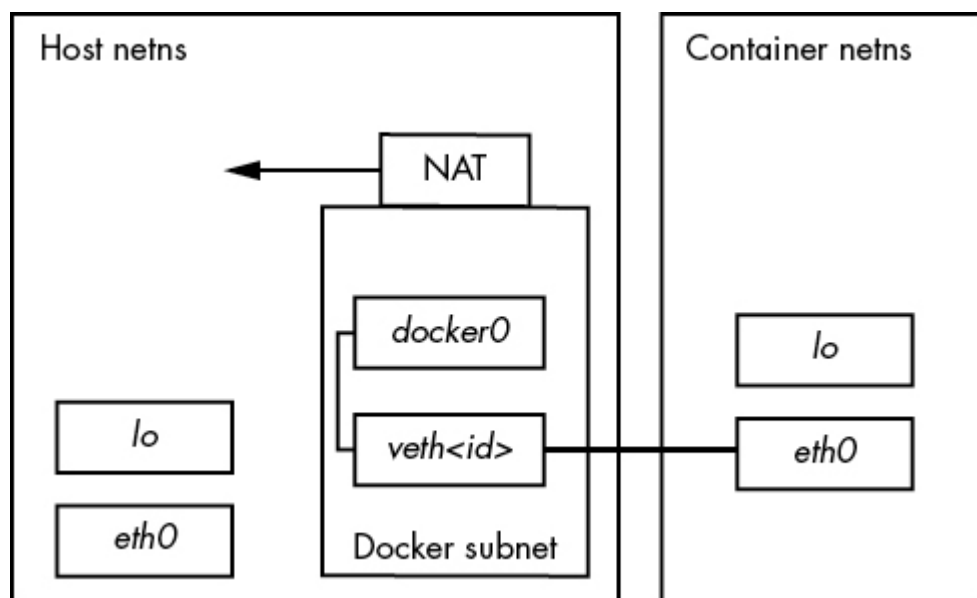 Host netns
Container netns
NAT
docker0
lo
lo
veth<id>
eth0
eth0
Docker subnet